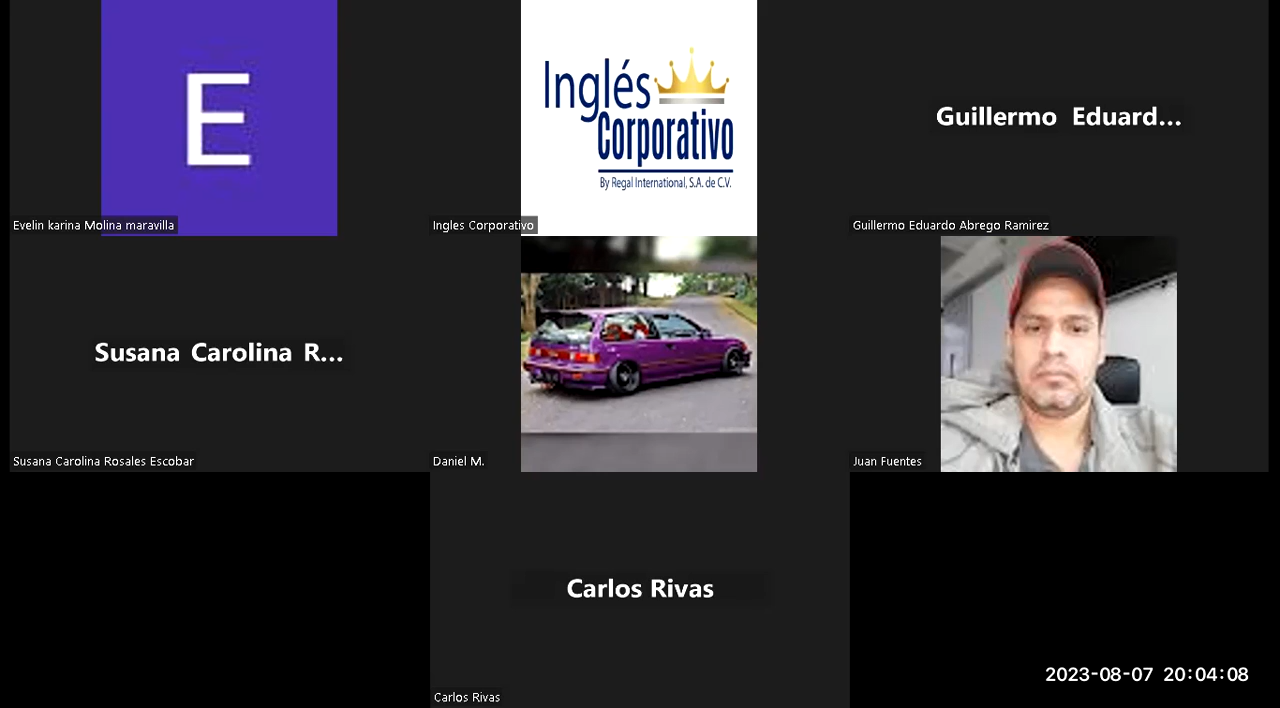 E
Inglés
Corporativo
By Regal International, S.A. de C.V.
Guillermo Eduard...
Evelin karina Molina maravilla
Ingles Corporativo
Guillermo Eduardo Abrego Ramirez
Susana Carolina R...
Susana Carolina Rosales Escobar
Daniel M.
Juan Fuentes
Carlos Rivas
Carlos Rivas
2023-08-07 20:04:08